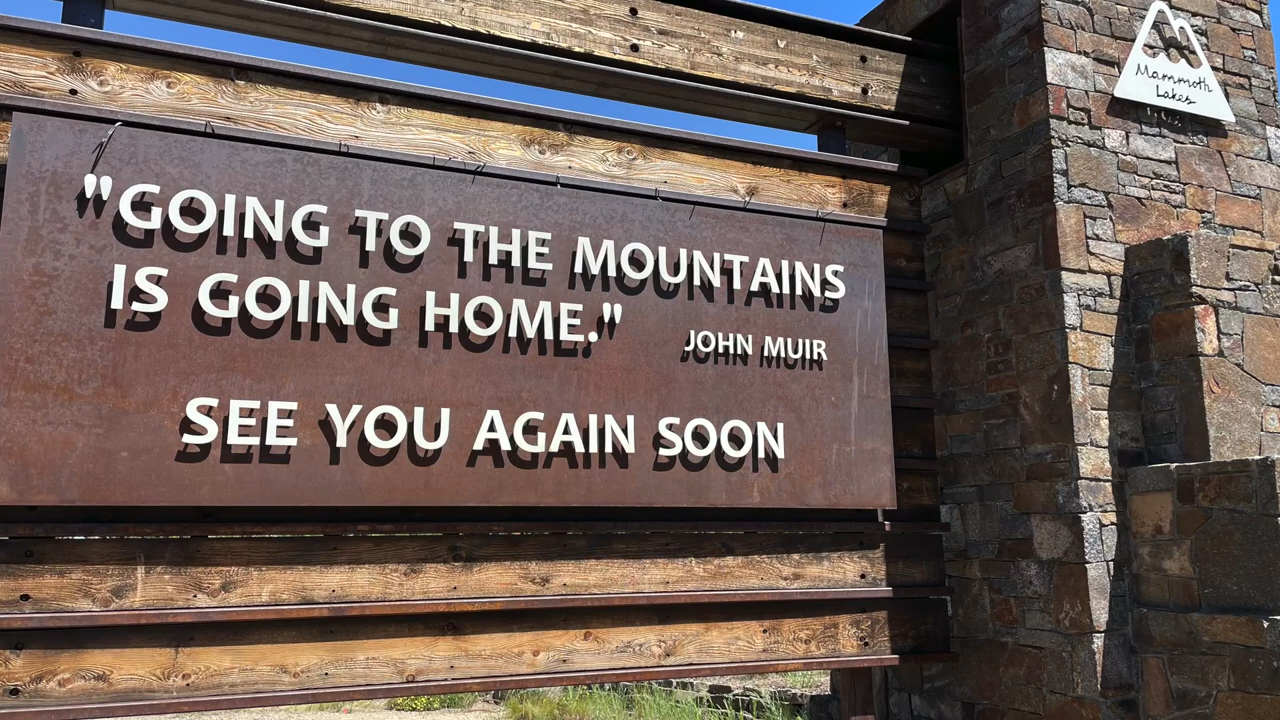 "GOING TO THE MOUNTAINS
IS GOING HOME."
JOHN MUIR
SEE YOU AGAIN SOON
Mammoth
Lakes